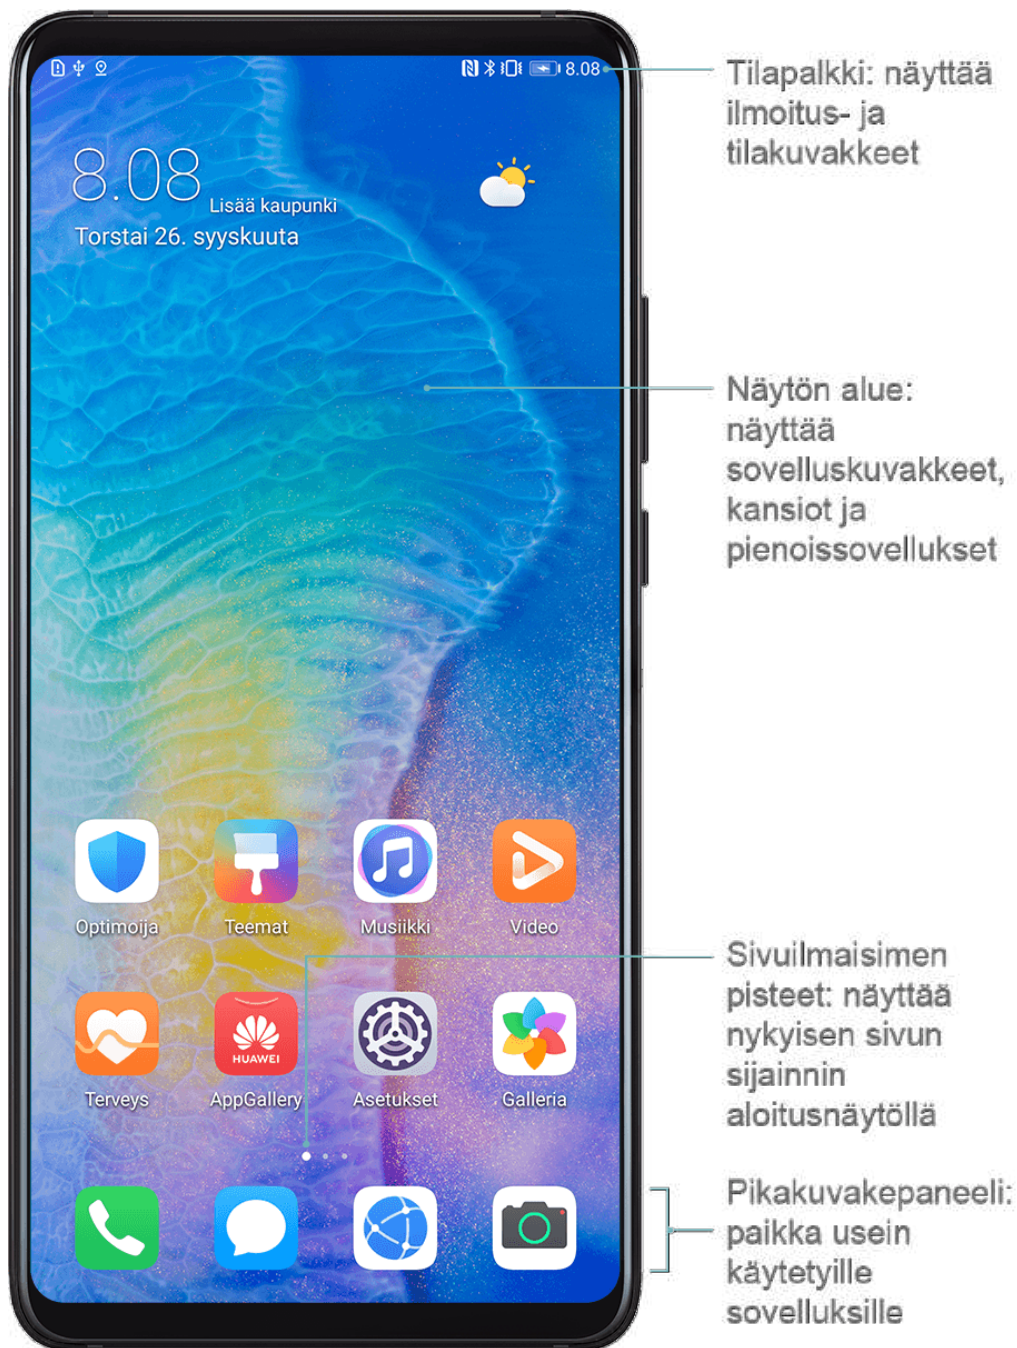 8.08
Tilapalkki: näyttää
ilmoitus- ja
tilakuvakkeet
8.08
Lisää kaupunki
Torstai 26. syyskuuta
Näytön alue:
näyttää
sovelluskuvakkeet,
kansiot ja
pienoissovellukset
Optimoija
Teemat
Musiikki
Video
Sivuilmaisimen
pisteet: näyttää
nykyisen sivun
sijainnin
aloitusnäytöllä
HUAWEI
Terveys
AppGallery
Asetukset
Galleria
Pikakuvakepaneeli:
paikka usein
käytetyille
sovelluksille